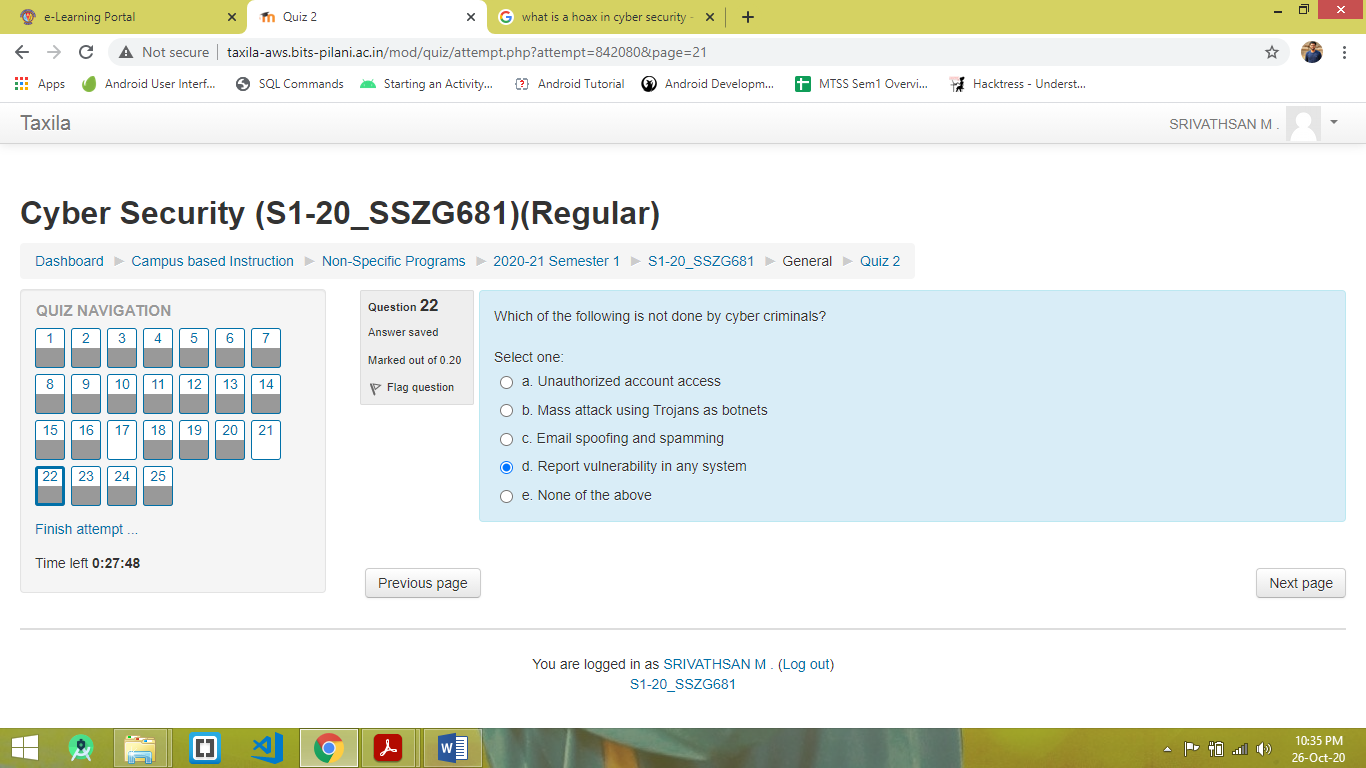 e-Learning Portal
Quiz 2
what is a hoax in cyber security -
Not secure
taxila-aws.bits-pilani.ac.in/mod/quiz/attempt.php?attempt=842080&page=21
Apps
Android User Interf...
SQL Commands
Starting an Activity...
Android Tutorial
Android Developm...
MTSS Sem1 Overvi...
Hacktress - Underst...
Taxila
SRIVATHSAN M .
Cyber Security (S1-20_SSZG681)(Regular)
Dashboard ► Campus based Instruction ► Non-Specific Programs ► 2020-21 Semester 1 ► S1-20_SSZG681 ► General ► Quiz 2
QUIZ NAVIGATION
1 2 3 4 5 6 7
8 9 10 11 12 13 14
15 16 17 18 19 20 21
22 23 24 25
Finish attempt ...
Time left 0:27:48
Question 22
Answer saved
Marked out of 0.20
Flag question
Which of the following is not done by cyber criminals?
Select one:
a. Unauthorized account access
b. Mass attack using Trojans as botnets
c. Email spoofing and spamming
d. Report vulnerability in any system
e. None of the above
Previous page
Next page
You are logged in as SRIVATHSAN M . (Log out)
S1-20_SSZG681
10:35 PM
26-Oct-20